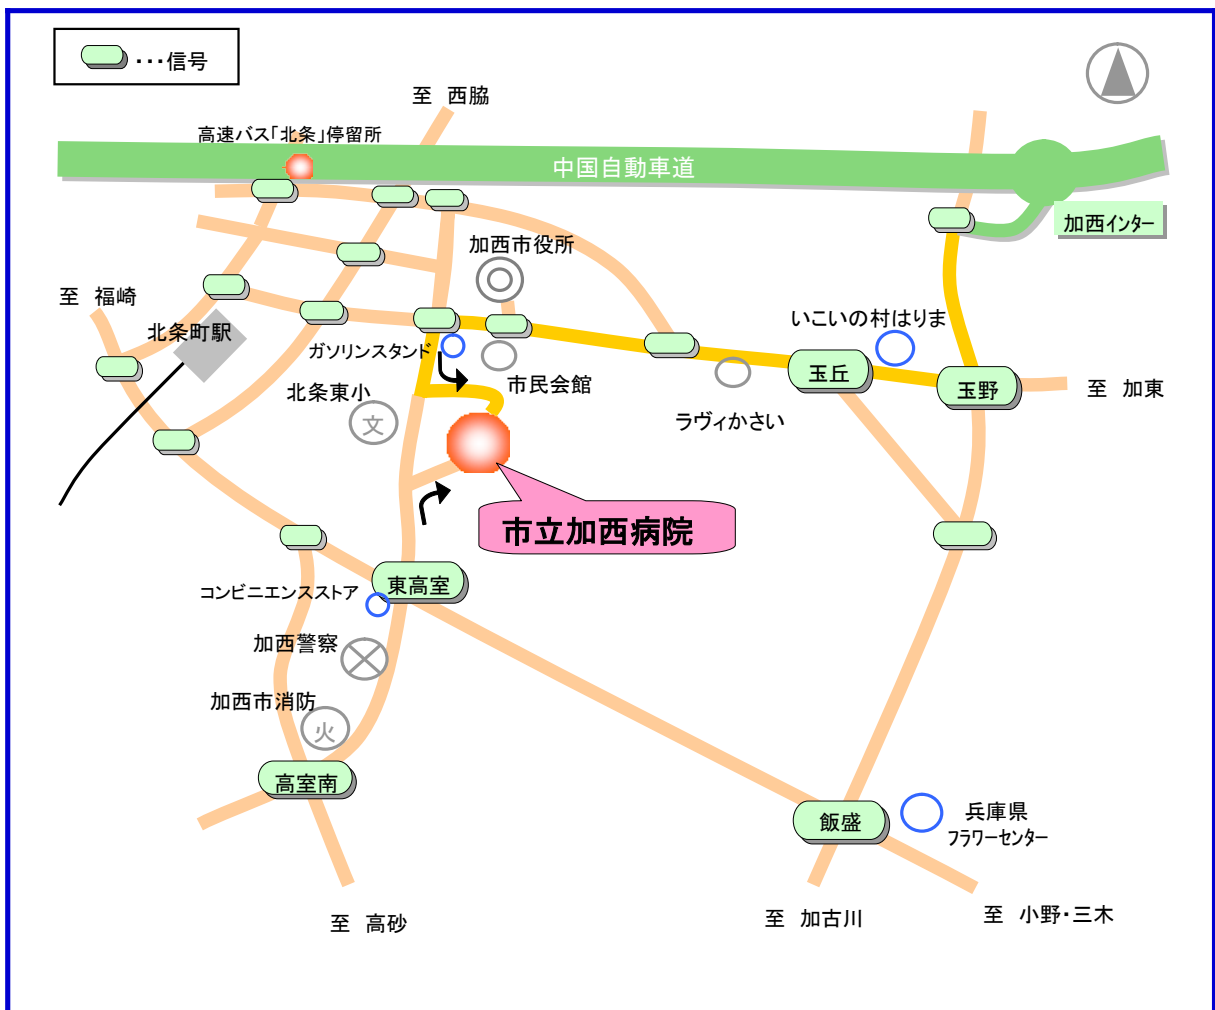 ・・・信号
至　西脇
高速バス「北条」停留所
中国自動車道
加西インター
加西市役所
至　福崎
北条町駅
ガソリンスタンド
いこいの村はりま
玉丘
玉野
至　加東
北条東小
市民会館
文
ラヴィかさい
市立加西病院
東高室
コンビニエンスストア
加西警察
加西市消防
火
高室南
飯盛
兵庫県
フラワーセンター
至　高砂
至　加古川
至　小野・三木